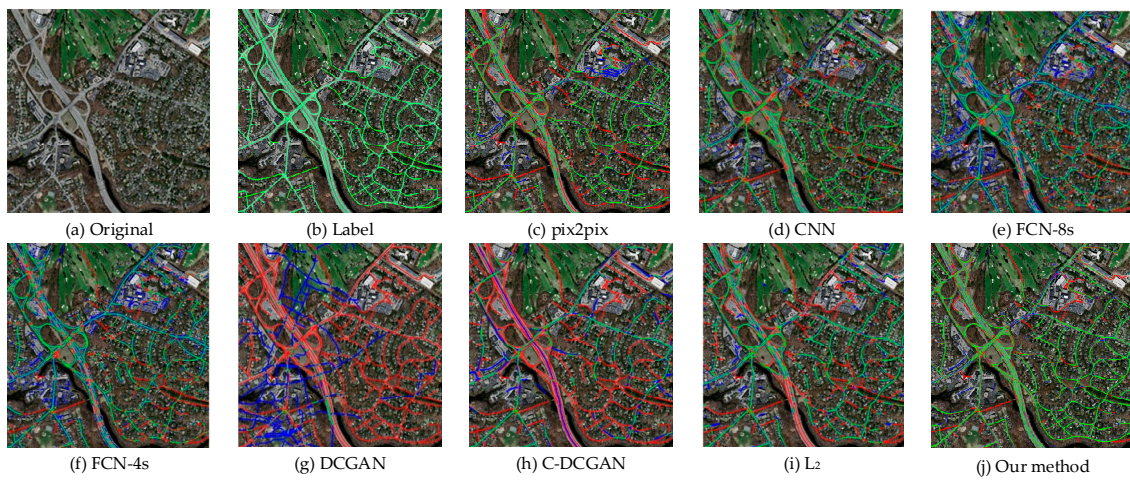 (a) Original
(b) Label
(c) pix2pix
(d) CNN
(e) FCN-8s
(f) FCN-4s
(g) DCGAN
(h) C-DCGAN
(i) L₂
(j) Our method